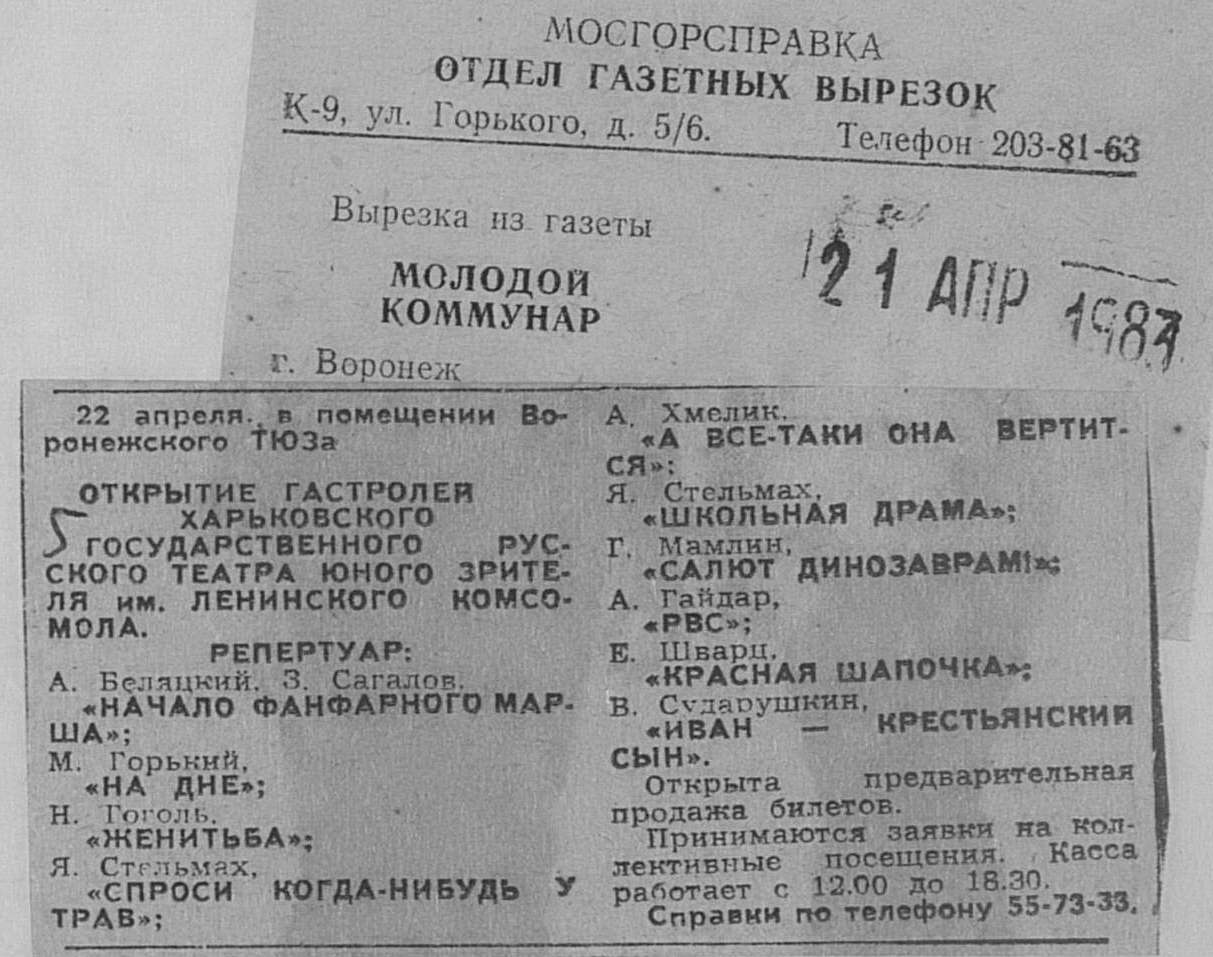 МОСГОРСПРАВКА
ОТДЕЛ ГАЗЕТНЫХ ВЫРЕЗОК
К-9, ул. Горького, д. 5/6. Телефон 203-81-63
Вырезка из газеты
МОЛОДОЙ
КОММУНАР
г. Воронеж
21 АПР 1983
22 апреля в помещении Во-
ронежского ТЮЗа
ОТКРЫТИЕ ГАСТРОЛЕЙ
ХАРЬКОВСКОГО
ГОСУДАРСТВЕННОГО РУС-
СКОГО ТЕАТРА ЮНОГО ЗРИТЕ-
ЛЯ им. ЛЕНИНСКОГО КОМСО-
МОЛА.
РЕПЕРТУАР:
А. Беляцкий, З. Сагалов,
«НАЧАЛО ФАНФАРНОГО МАР-
ША»;
М. Горький,
«НА ДНЕ»;
Н. Гоголь,
«ЖЕНИТЬБА»;
Я. Стельмах,
«СПРОСИ КОГДА-НИБУДЬ У
ТРАВ»;
А. Хмелик,
«А ВСЕ-ТАКИ ОНА ВЕРТИТ-
СЯ»;
Я. Стельмах,
«ШКОЛЬНАЯ ДРАМА»;
Г. Мамлин,
«САЛЮТ ДИНОЗАВРАМ!»;
А. Гайдар,
«РВС»;
Е. Шварц,
«КРАСНАЯ ШАПОЧКА»;
В. Сударушкин,
«ИВАН — КРЕСТЬЯНСКИЙ
СЫН».
Открыта предварительная
продажа билетов.
Принимаются заявки на кол-
лективные посещения. Касса
работает с 12.00 до 18.30.
Справки по телефону 55-73-33.